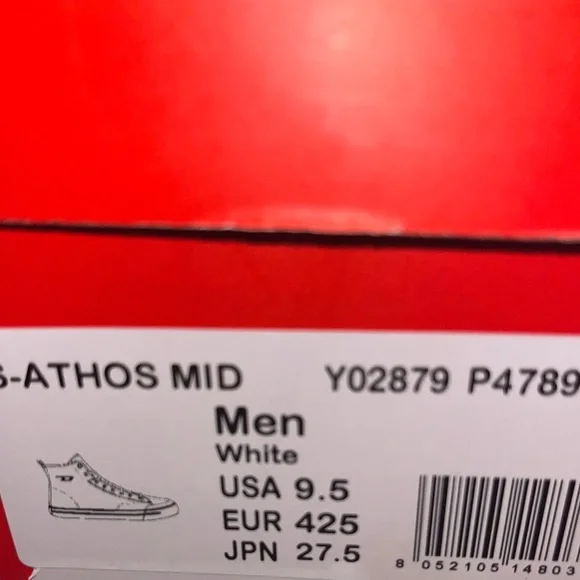 S-ATHOS MID Y02879 P4789
Men
White
USA 9.5
EUR 425
JPN 27.5
8 052105 14803